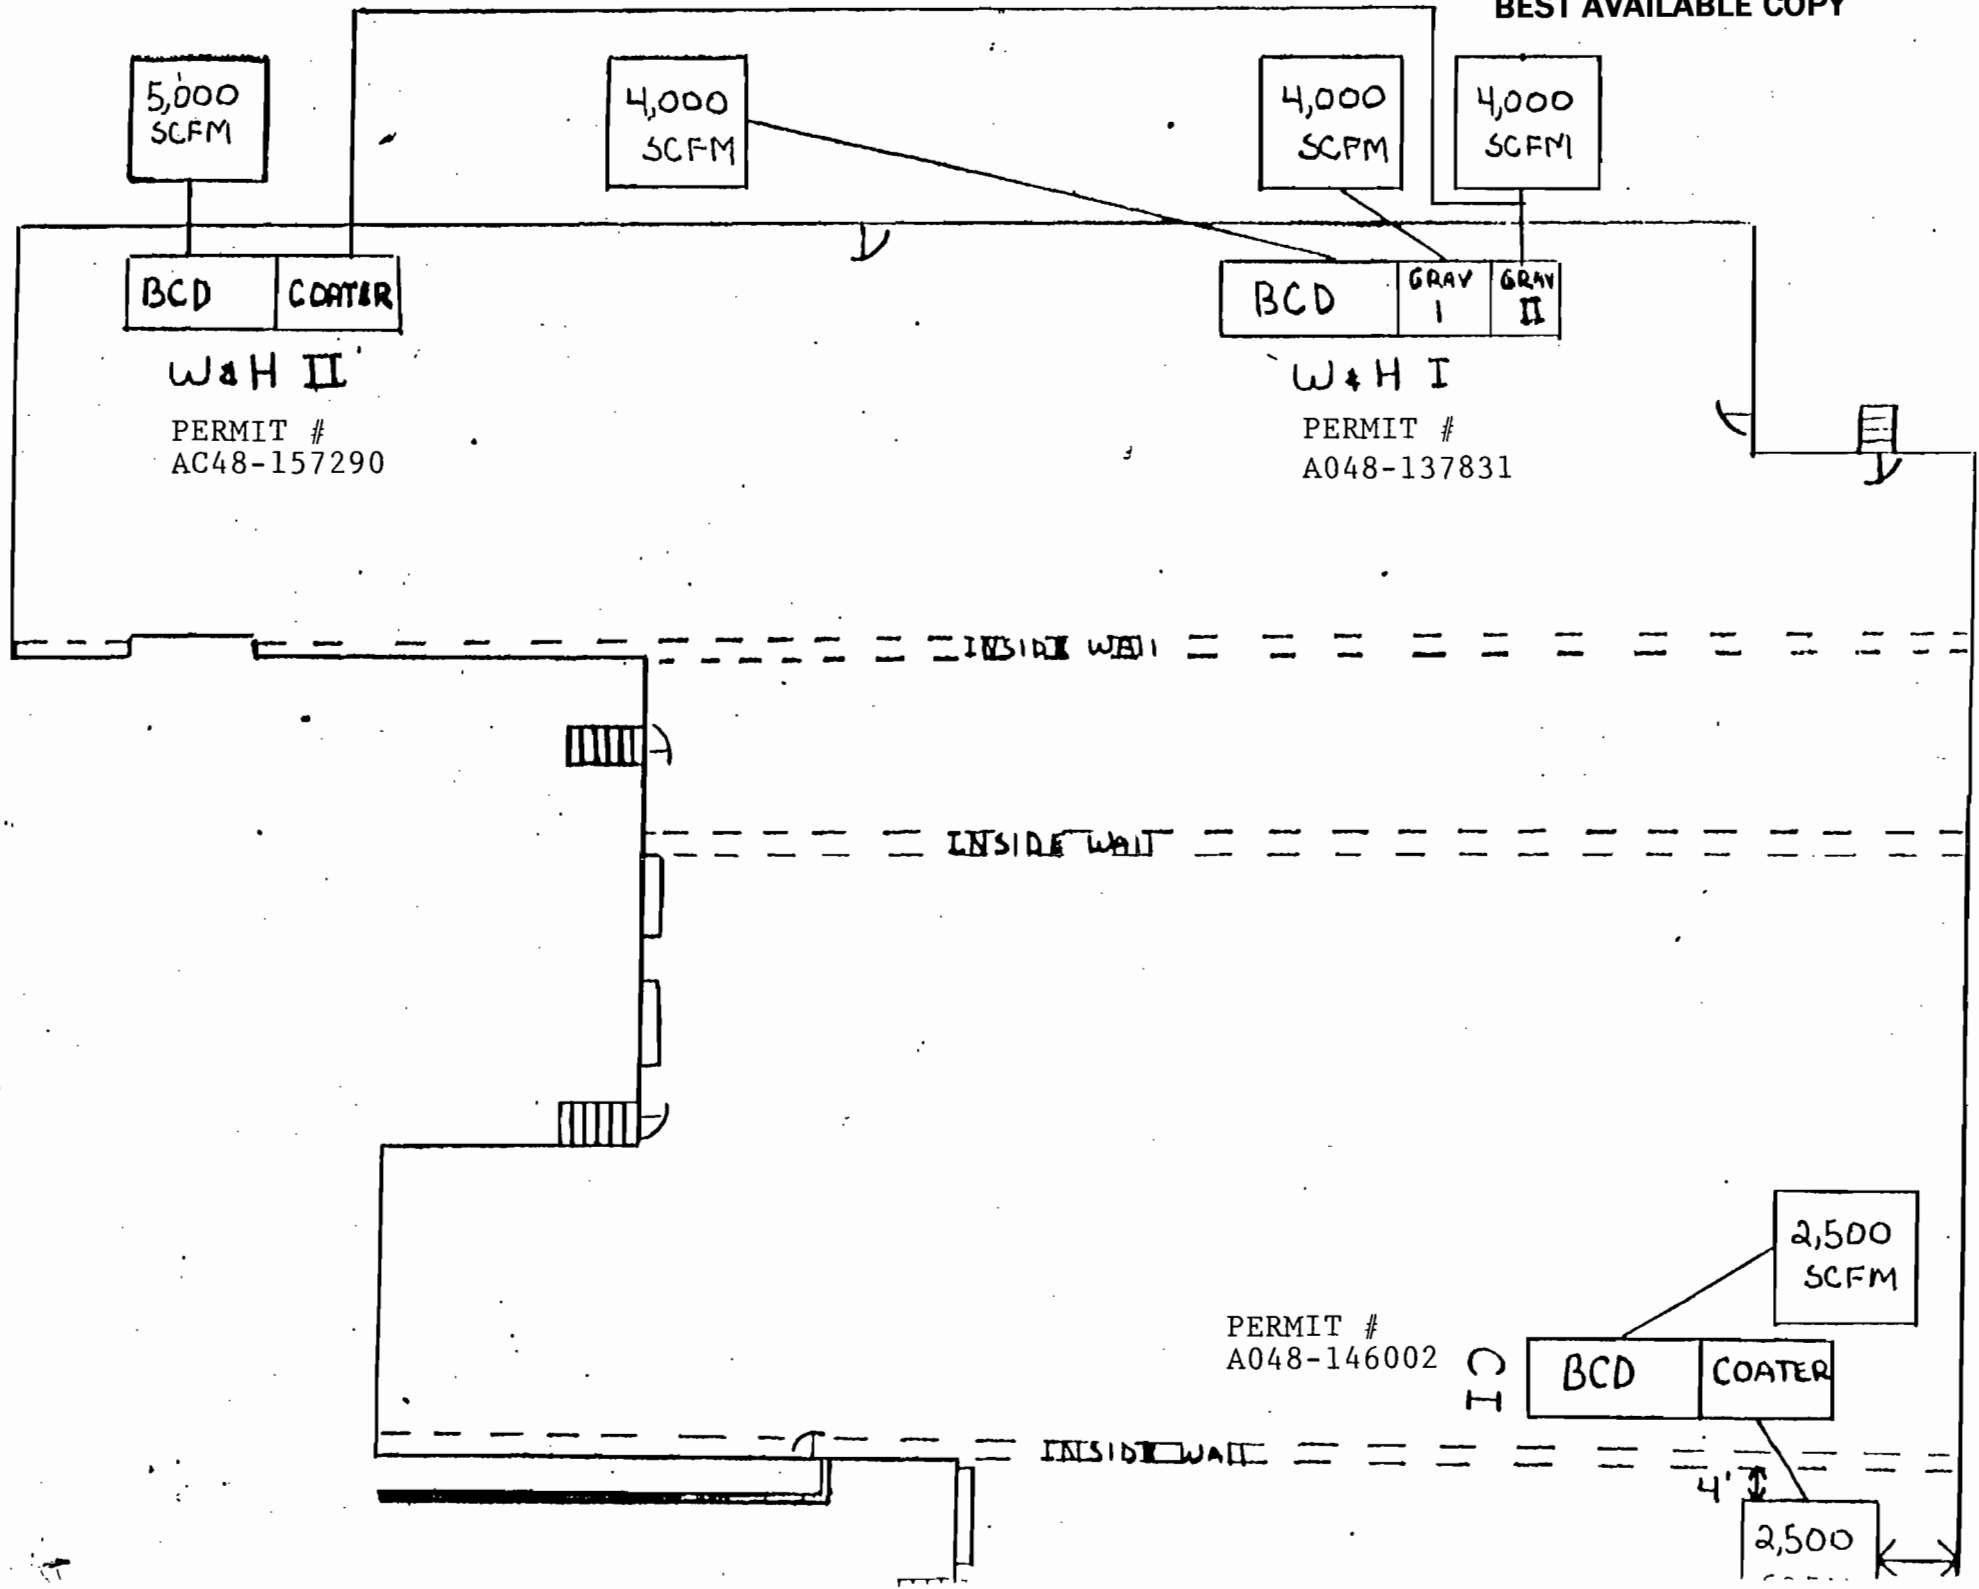 BEST AVAILABLE COPY
5,000
SCFM
4,000
SCFM
4,000
SCFM
4,000
SCFM
BCD
COATER
BCD
GRAV
I
GRAV
II
W&H II
W&H I
PERMIT #
AC48-157290
PERMIT #
A048-137831
INSIDE WALL
INSIDE WALL
2,500
SCFM
PERMIT #
A048-146002
CI
BCD
COATER
INSIDE WALL
4'
2,500
SCFM